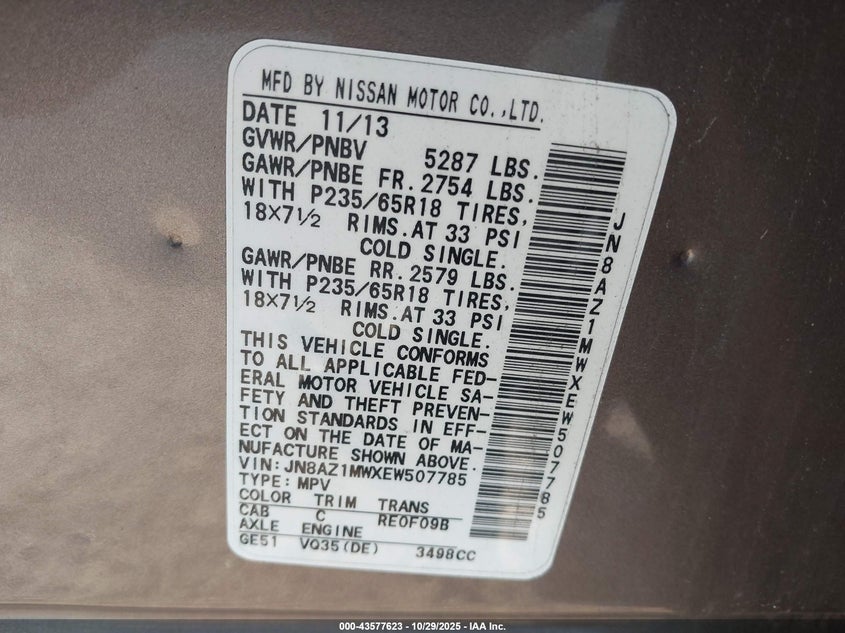 MFD BY NISSAN MOTOR CO.,LTD.
DATE 11/13
GVWR/PNBV 5287 LBS.
GAWR/PNBE FR. 2754 LBS.
WITH P235/65R18 TIRES,
18X7½ RIMS.AT 33 PSI
COLD SINGLE.
GAWR/PNBE RR. 2579 LBS.
WITH P235/65R18 TIRES,
18X7½ RIMS.AT 33 PSI
COLD SINGLE.
THIS VEHICLE CONFORMS
TO ALL APPLICABLE FED-
ERAL MOTOR VEHICLE SA-
FETY AND THEFT PREVEN-
TION STANDARDS IN EFF-
ECT ON THE DATE OF MA-
NUFACTURE SHOWN ABOVE.
VIN:JN8AZ1MWXEW507785
TYPE:MPV
COLOR TRIM TRANS
CAB C RE0F09B
AXLE ENGINE
GE51 VQ35(DE) 3498CC
JN8AZ1MWXEW507785
000-43577623 - 10/29/2025 - IAA Inc.